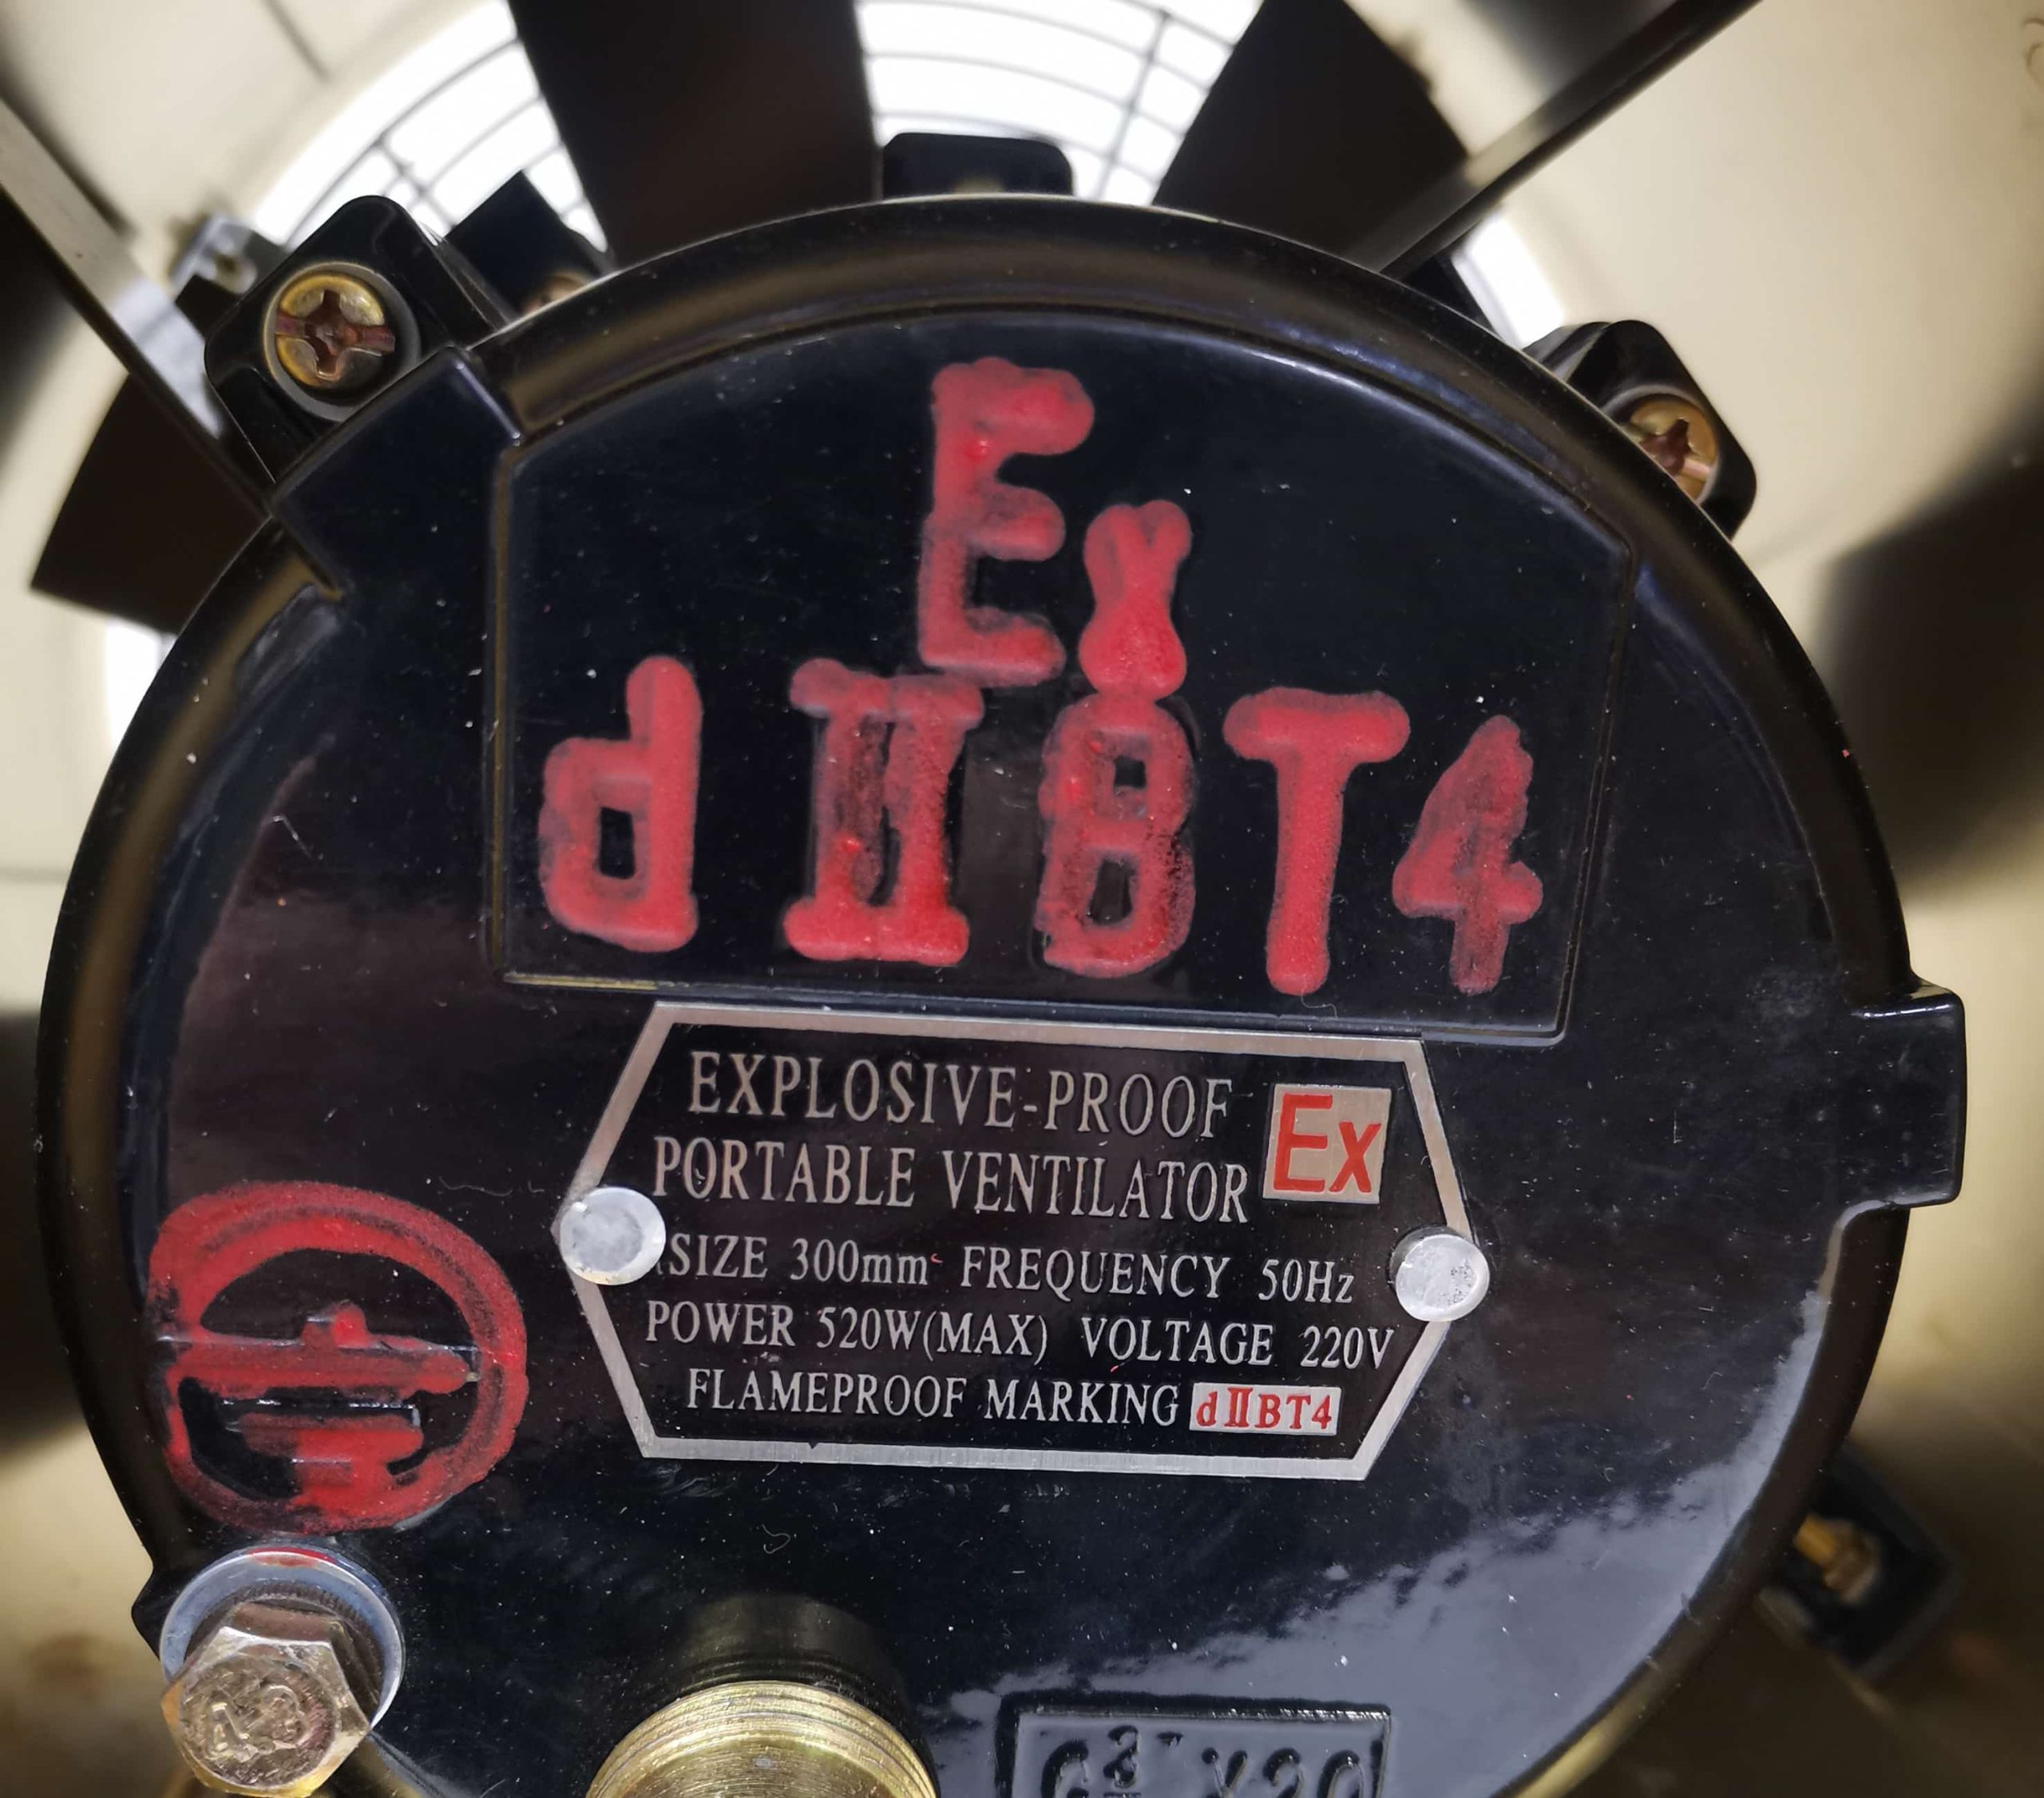 Ex
dⅡBT4
EXPLOSIVE-PROOF Ex
PORTABLE VENTILATOR
SIZE 300mm FREQUENCY 50Hz
POWER 520W(MAX) VOLTAGE 220V
FLAMEPROOF MARKING dⅡBT4